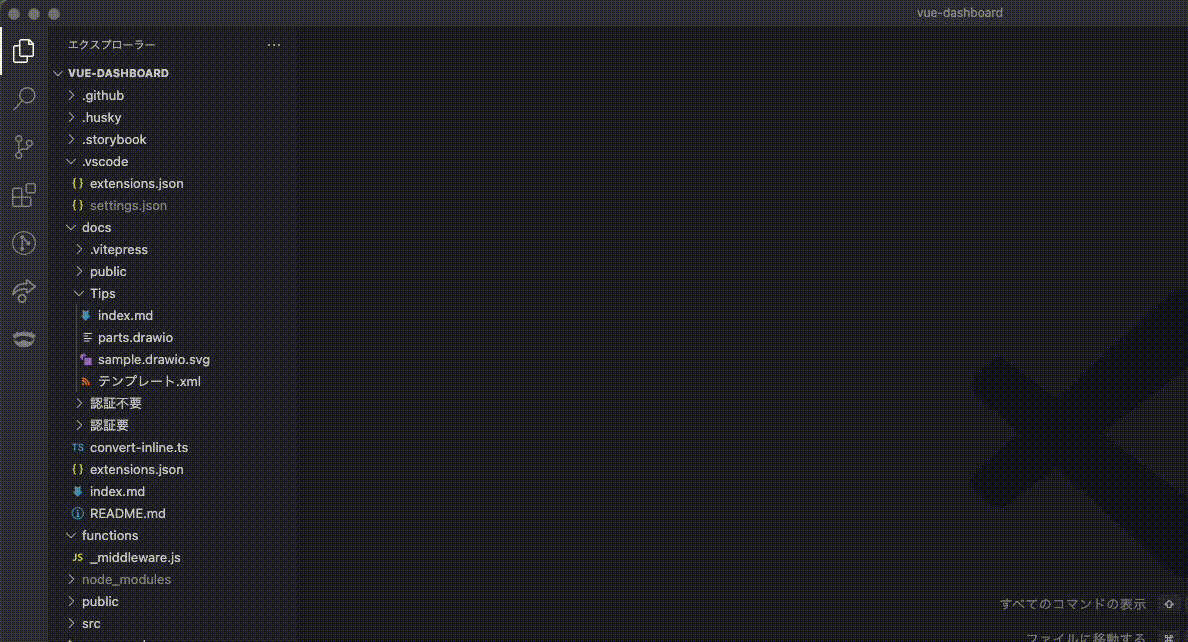 vue-dashboard
エクスプローラー
VUE-DASHBOARD
.github
.husky
.storybook
.vscode
{} extensions.json
{} settings.json
docs
.vitepress
public
Tips
index.md
parts.drawio
sample.drawio.svg
テンプレート.xml
認証不要
認証要
TS convert-inline.ts
{} extensions.json
index.md
README.md
functions
JS _middleware.js
node_modules
public
src
すべてのコマンドの表示 ⇧
ファイルに移動する ⌘